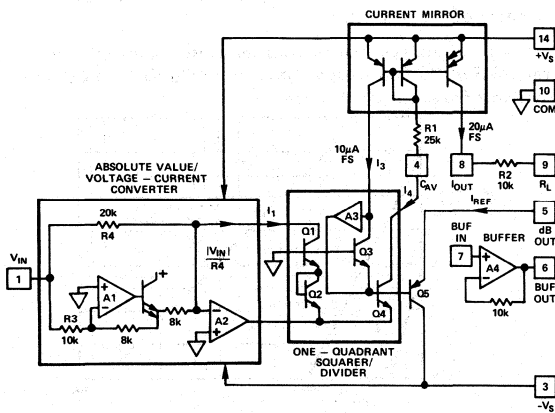 CURRENT MIRROR
14
+VS
10
COM
R1
25k
10µA
FS
20µA
FS
I3
4
CAV
I4
8
IOUT
R2
10k
9
RL
IREF
5
dB
OUT
BUF
IN
BUFFER
7
A4
6
BUF
OUT
10k
ABSOLUTE VALUE/
VOLTAGE – CURRENT
CONVERTER
20k
R4
I1
|VIN|
R4
VIN
1
A1
+
+
–
R3
10k
8k
8k
–
+
A2
Q1
Q2
A3
Q3
Q4
Q5
+
–
ONE – QUADRANT
SQUARER/
DIVIDER
3
–VS